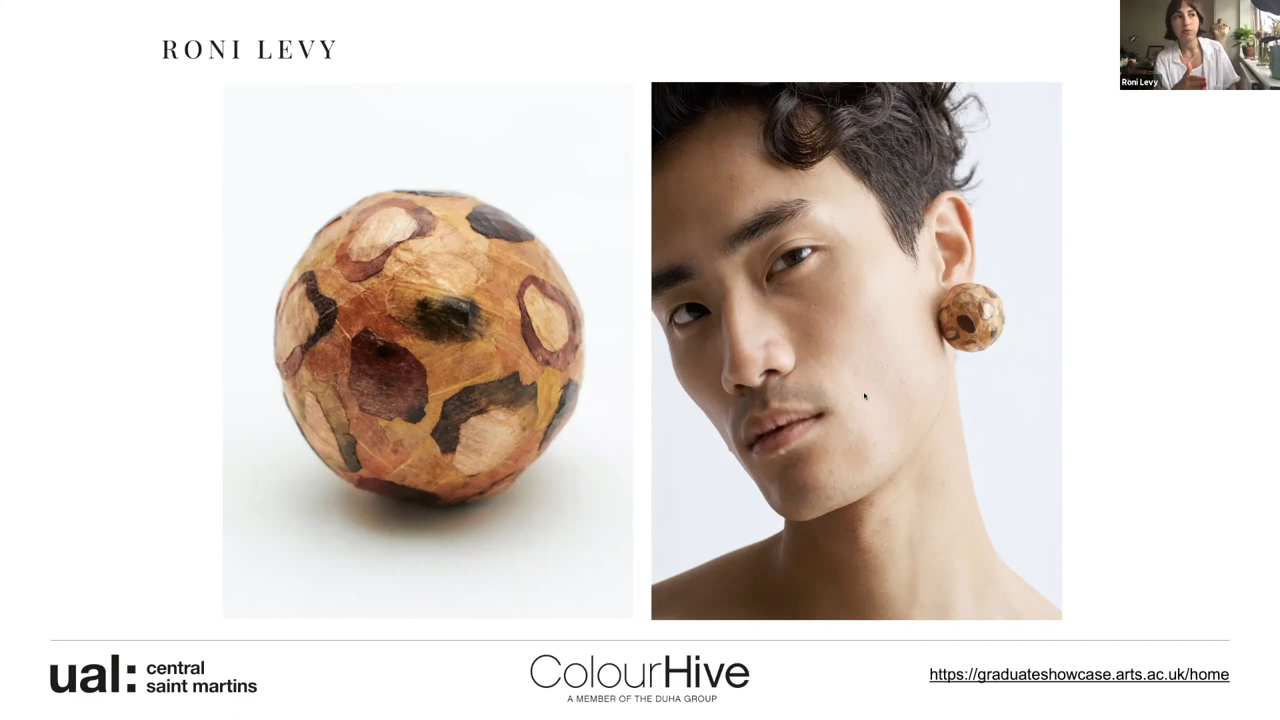 RONI LEVY
Roni Levy
ual: central
saint martins
ColourHive
A MEMBER OF THE DUHA GROUP
https://graduateshowcase.arts.ac.uk/home